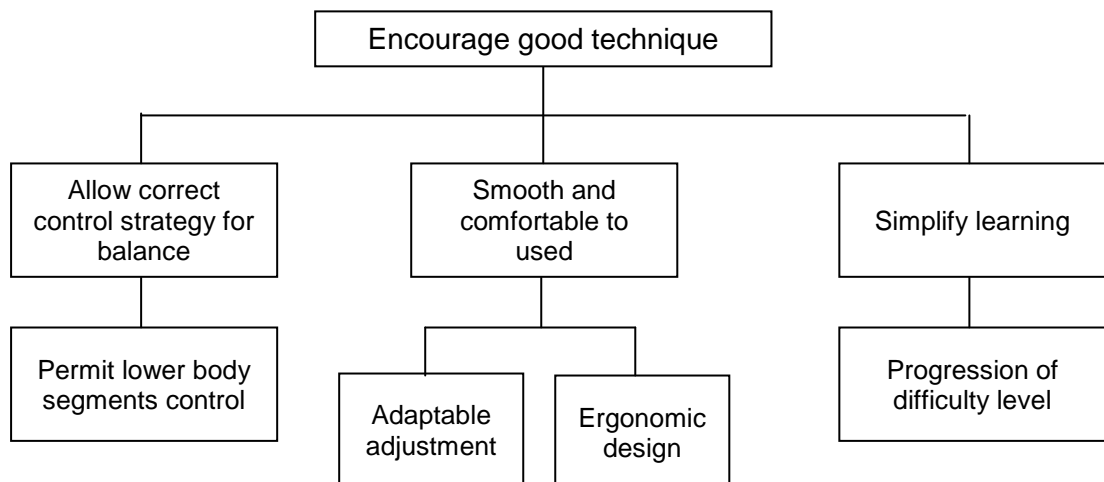 Encourage good technique
Allow correct
control strategy for
balance
Smooth and
comfortable to
used
Simplify learning
Permit lower body
segments control
Adaptable
adjustment
Ergonomic
design
Progression of
difficulty level